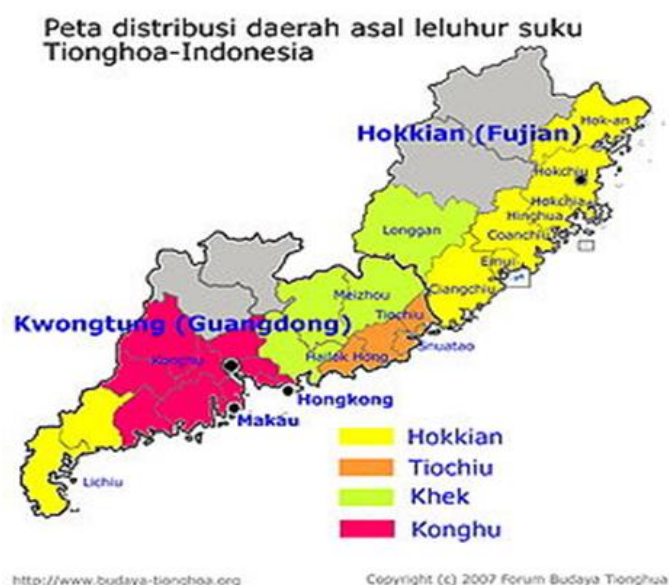 Peta distribusi daerah asal leluhur suku
Tionghoa-Indonesia
Hokkian (Fujian)
Hok-an
Hokchiu
Hokchia
Hinghua
Coanchiu
Emui
Ciangchiu
Longgan
Meizhou
Tiochiu
Sinuatao
Hailok Hong
Kwongtung (Guangdong)
Konghu
Hongkong
Makau
Lichiu
Hokkian
Tiochiu
Khek
Konghu
http://www.budaya-tionghoa.org
Copyright (c) 2007 Forum Budaya Tionghoa